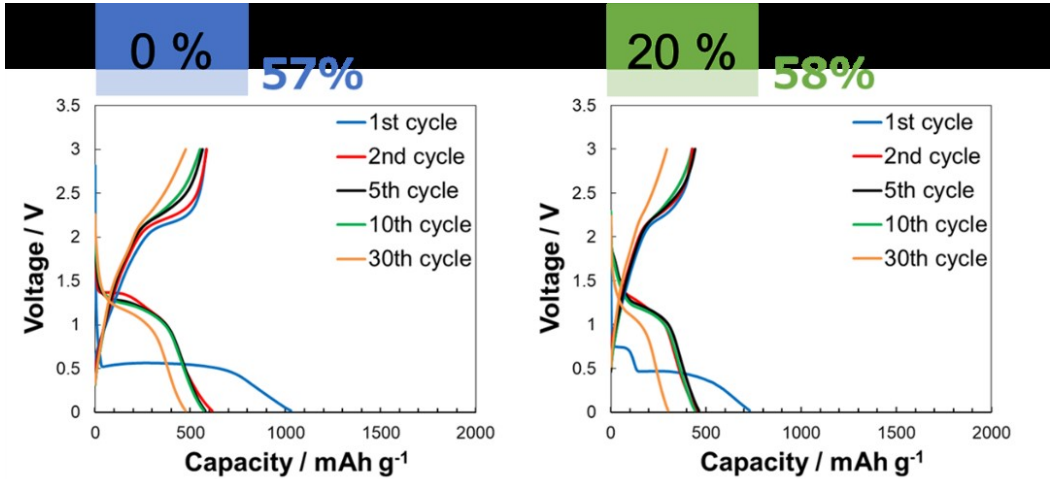 0 %
57%
20 %
58%
3.5
3
2.5
2
1.5
1
0.5
0
Voltage / V
1st cycle
2nd cycle
5th cycle
10th cycle
30th cycle
0
500
1000
1500
2000
Capacity / mAh g⁻¹
3.5
3
2.5
2
1.5
1
0.5
0
Voltage / V
1st cycle
2nd cycle
5th cycle
10th cycle
30th cycle
0
500
1000
1500
2000
Capacity / mAh g⁻¹